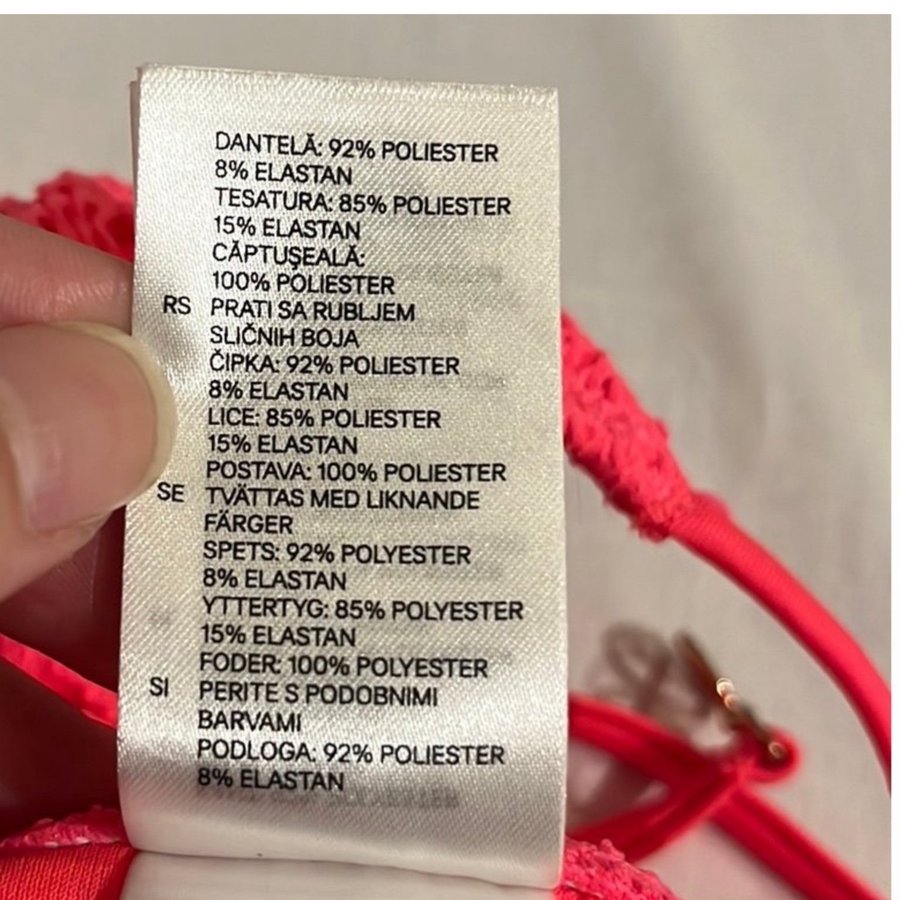 DANTELĂ: 92% POLIESTER
8% ELASTAN
TESATURA: 85% POLIESTER
15% ELASTAN
CĂPTUŞEALĂ:
100% POLIESTER
RS PRATI SA RUBLJEM
SLIČNIH BOJA
ČIPKA: 92% POLIESTER
8% ELASTAN
LICE: 85% POLIESTER
15% ELASTAN
POSTAVA: 100% POLIESTER
SE TVÄTTAS MED LIKNANDE
FÄRGER
SPETS: 92% POLYESTER
8% ELASTAN
YTTERTYG: 85% POLYESTER
15% ELASTAN
FODER: 100% POLYESTER
SI PERITE S PODOBNIMI
BARVAMI
PODLOGA: 92% POLIESTER
8% ELASTAN